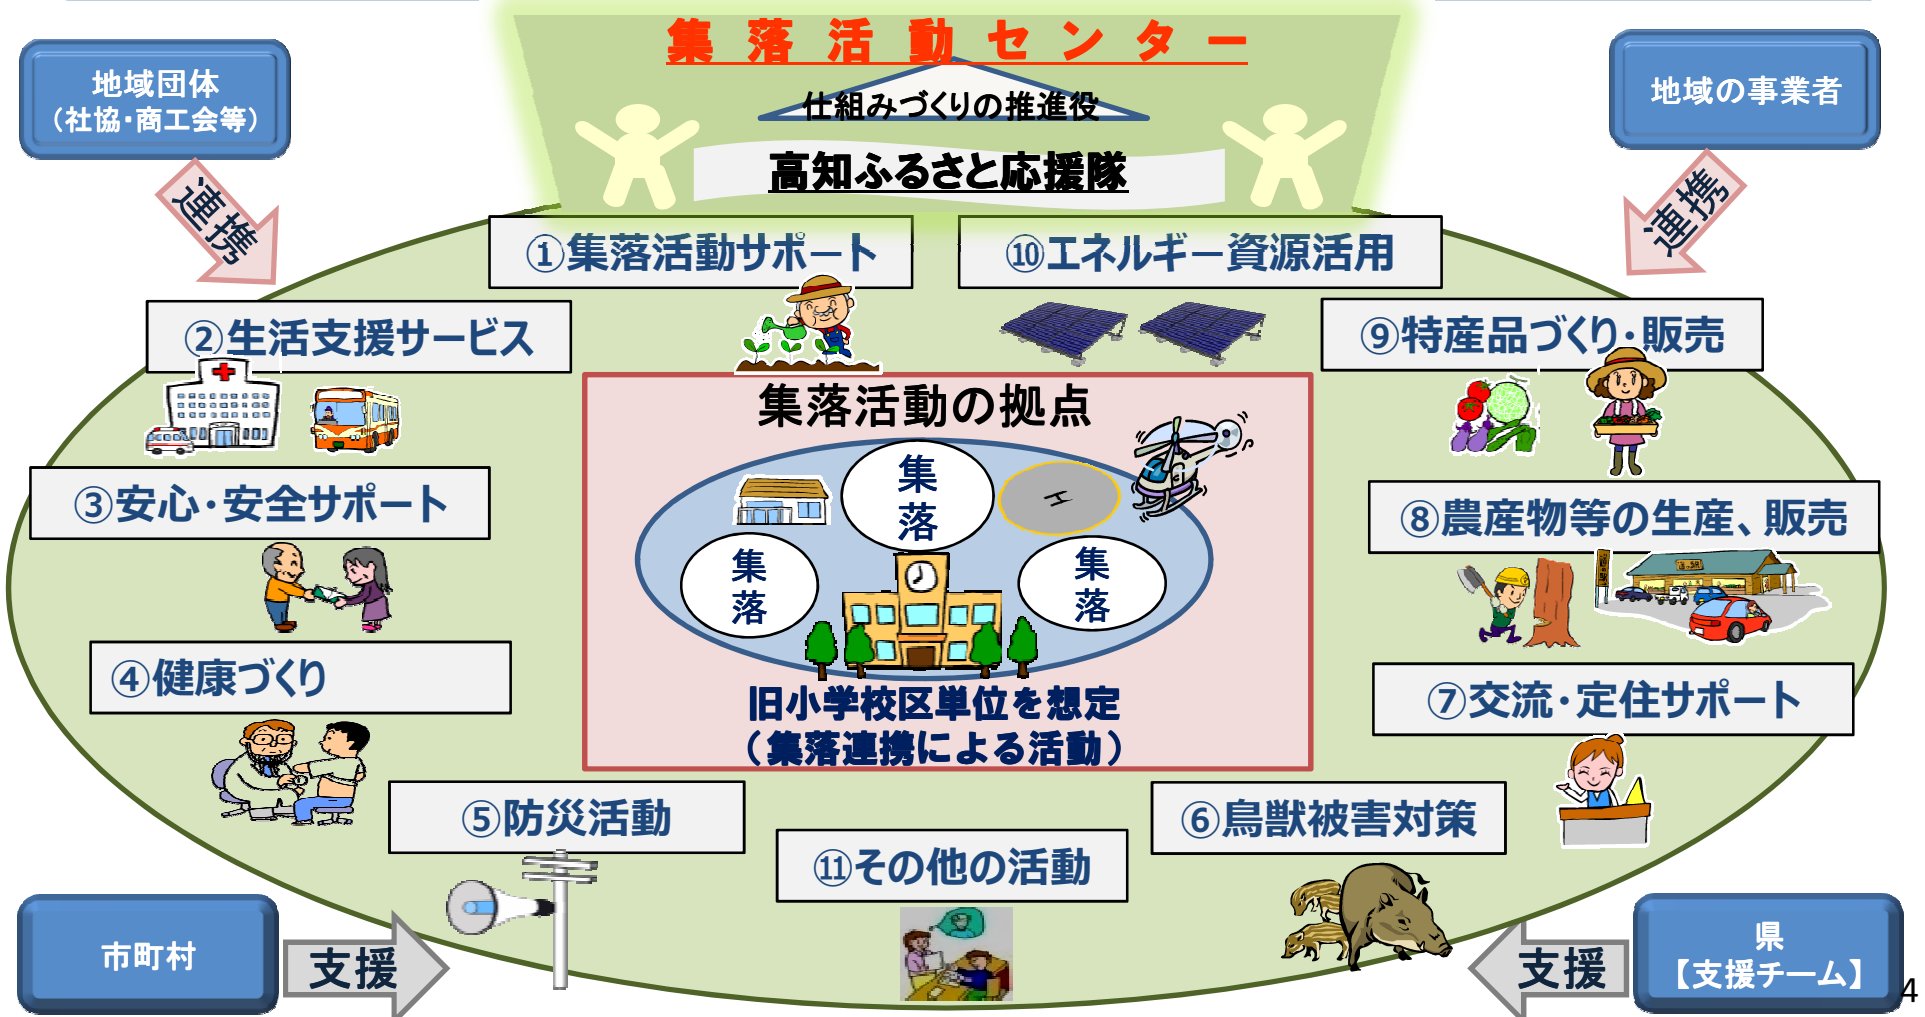 集落活動センター
仕組みづくりの推進役
高知ふるさと応援隊
地域団体
（社協・商工会等）
地域の事業者
連携
連携
①集落活動サポート
⑩エネルギー資源活用
②生活支援サービス
⑨特産品づくり・販売
③安心・安全サポート
⑧農産物等の生産、販売
④健康づくり
⑦交流・定住サポート
⑤防災活動
⑥鳥獣被害対策
⑪その他の活動
集落活動の拠点
集落
集落
集落
H
旧小学校区単位を想定
（集落連携による活動）
市町村
支援
支援
県
【支援チーム】
4